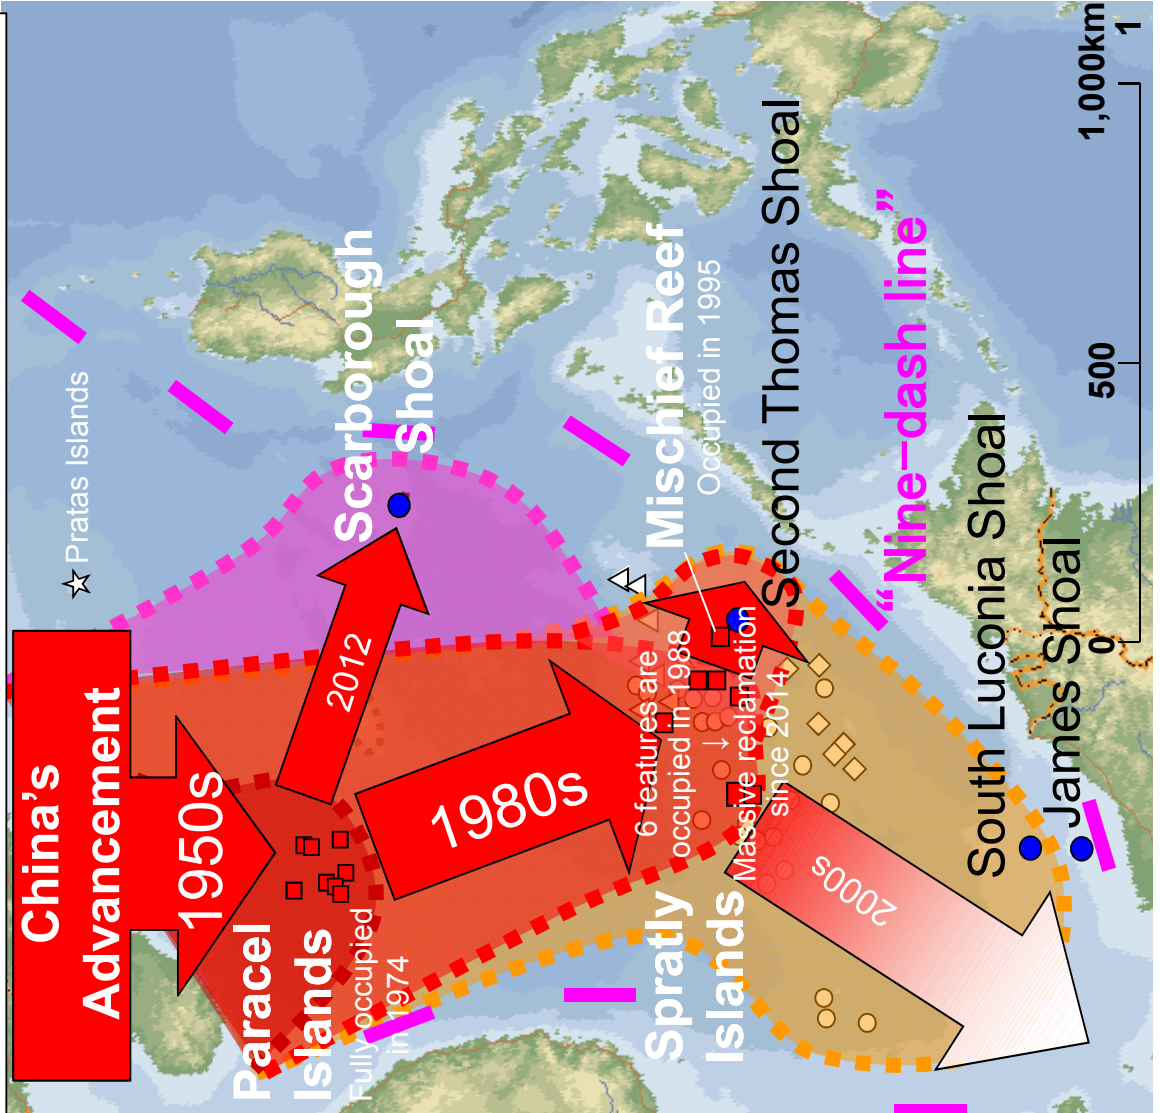 China's
Advancement
1950s
Pratas Islands
Paracel
Islands
Fully occupied
in 1974
2012
Scarborough
Shoal
1980s
6 features are
occupied in 1988
↓
Massive reclamation
since 2014
Mischief Reef
Occupied in 1995
Second Thomas Shoal
Spratly
Islands
2000s
“Nine−dash line”
South Luconia Shoal
James Shoal
0
500
1,000km
1